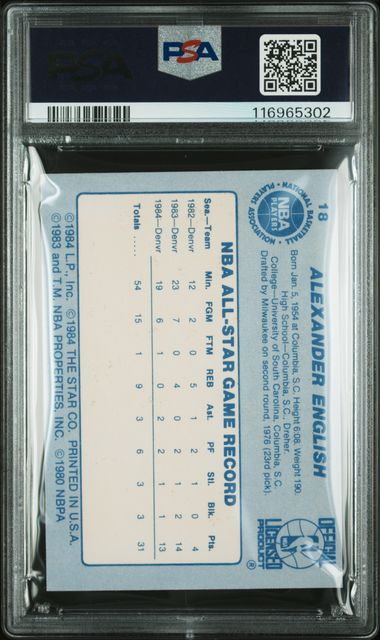 PSA
PSA
116965302
18
ALEXANDER ENGLISH
Born Jan. 5, 1954 at Columbia, S.C. Height 6:08. Weight 190.
High School—Columbia, S.C., Dreher.
College—University of South Carolina, Columbia, S.C.
Drafted by Milwaukee on second round, 1976 (23rd pick).
NATIONAL BASKETBALL PLAYERS ASSOCIATION
NBA
PLAYERS
OFFICIAL
LICENSED
PRODUCT
®
NBA ALL-STAR GAME RECORD
Sea.—Team Min. FGM FTM REB Ast. PF Stl. Blk. Pts.
1982—Denvr 12 2 0 5 1 2 1 0 4
1983—Denvr 23 7 0 4 0 2 1 2 14
1984—Denvr 19 6 1 0 2 2 1 1 13
Totals ..... 54 15 1 9 3 6 3 3 31
©1984 L.P., Inc. ©1984 THE STAR CO. PRINTED IN U.S.A.
©1983 and T.M. NBA PROPERTIES, INC. ©1980 NBPA